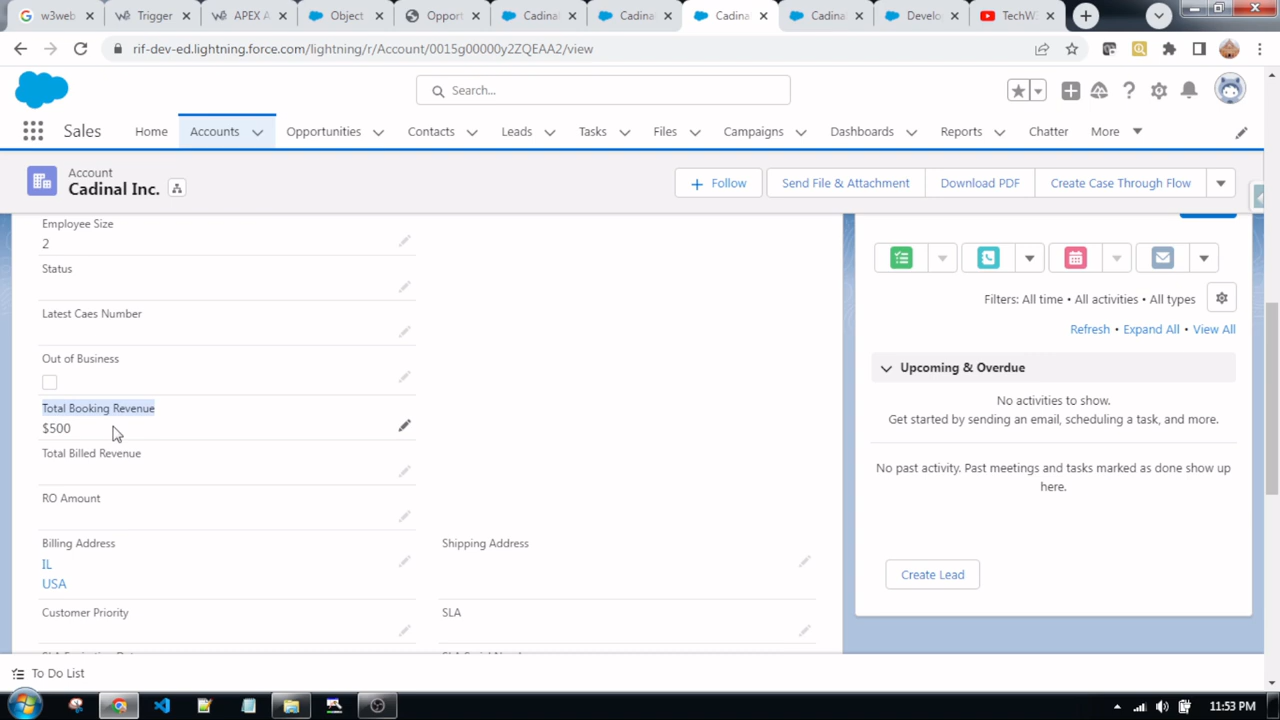 w3web
Trigger
APEX A
Object
Opport
Cadinal
Cadinal
Cadina
Cadina
Develo
TechW
rif-dev-ed.lightning.force.com/lightning/r/Account/0015g00000y2ZQEAA2/view
Search...
Sales
Home
Accounts
Opportunities
Contacts
Leads
Tasks
Files
Campaigns
Dashboards
Reports
Chatter
More
Account
Cadinal Inc.
Follow
Send File & Attachment
Download PDF
Create Case Through Flow
Employee Size
2
Status
Latest Caes Number
Out of Business
Total Booking Revenue
$500
Total Billed Revenue
RO Amount
Billing Address
IL
USA
Shipping Address
Customer Priority
SLA
Filters: All time • All activities • All types
Refresh • Expand All • View All
Upcoming & Overdue
No activities to show.
Get started by sending an email, scheduling a task, and more.
No past activity. Past meetings and tasks marked as done show up
here.
Create Lead
To Do List
11:53 PM